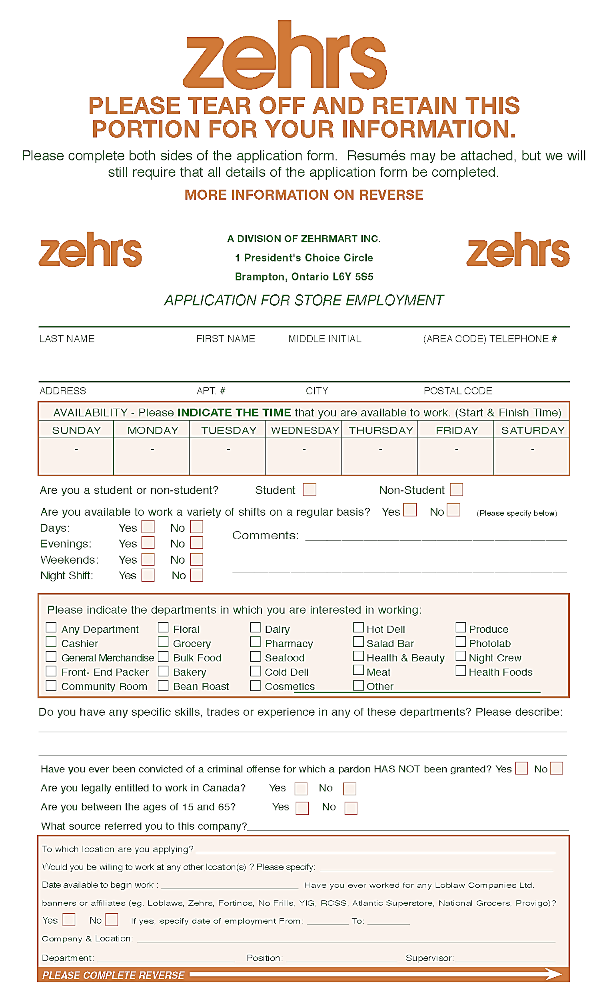 zehrs
PLEASE TEAR OFF AND RETAIN THIS
PORTION FOR YOUR INFORMATION.
Please complete both sides of the application form.  Resumés may be attached, but we will
still require that all details of the application form be completed.
MORE INFORMATION ON REVERSE
zehrs
A DIVISION OF ZEHRMART INC.
zehrs
1 President's Choice Circle
Brampton, Ontario L6Y 5S5
APPLICATION FOR STORE EMPLOYMENT
LAST NAME FIRST NAME MIDDLE INITIAL (AREA CODE) TELEPHONE #
ADDRESS APT. # CITY POSTAL CODE
AVAILABILITY - Please INDICATE THE TIME that you are available to work. (Start & Finish Time)
SUNDAY MONDAY TUESDAY WEDNESDAY THURSDAY FRIDAY SATURDAY
- - - - - - -
Are you a student or non-student? Student Non-Student
Are you available to work a variety of shifts on a regular basis? Yes No (Please specify below)
Days: Yes No
Comments:
Evenings: Yes No
Weekends: Yes No
Night Shift: Yes No
Please indicate the departments in which you are interested in working:
Any Department Floral Dairy Hot Deli Produce
Cashier Grocery Pharmacy Salad Bar Photolab
General Merchandise Bulk Food Seafood Health & Beauty Night Crew
Front- End Packer Bakery Cold Deli Meat Health Foods
Community Room Bean Roast Cosmetics Other
Do you have any specific skills, trades or experience in any of these departments? Please describe:
Have you ever been convicted of a criminal offense for which a pardon HAS NOT been granted? Yes No
Are you legally entitled to work in Canada? Yes No
Are you between the ages of 15 and 65? Yes No
What source referred you to this company?
To which location are you applying?
Would you be willing to work at any other location(s) ? Please specify:
Date available to begin work : Have you ever worked for any Loblaw Companies Ltd.
banners or affiliates (eg. Loblaws, Zehrs, Fortinos, No Frills, YIG, RCSS, Atlantic Superstore, National Grocers, Provigo)?
Yes No If yes, specify date of employment From: To:
Company & Location:
Department: Position: Supervisor:
PLEASE COMPLETE REVERSE